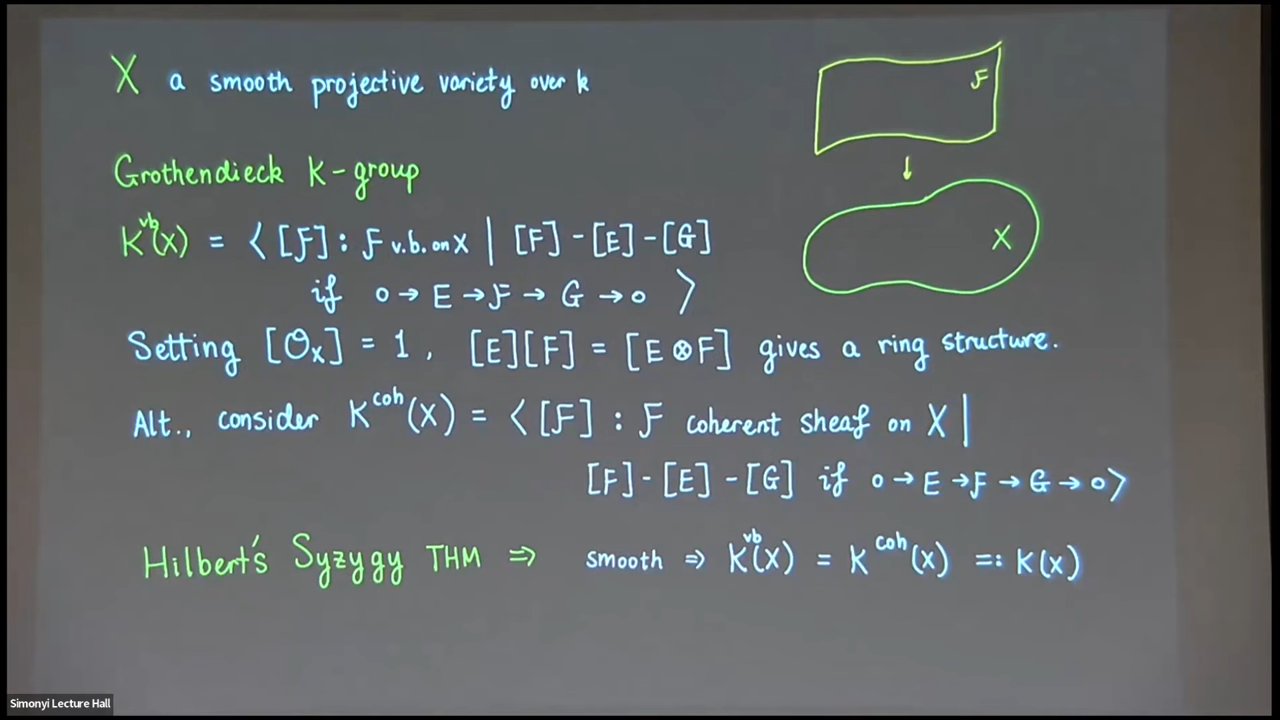 X a smooth projective variety over k
F
Grothendieck K-group
X
K^vb(X) = ⟨ [F] : F v.b. on X | [F] - [E] - [G]
if 0 → E → F → G → 0 ⟩
Setting [O_X] = 1, [E][F] = [E ⊗ F] gives a ring structure.
Alt., consider K^coh(X) = ⟨ [F] : F coherent sheaf on X |
[F] - [E] - [G] if 0 → E → F → G → 0 ⟩
Hilbert's Syzygy THM ⇒ smooth ⇒ K^vb(X) = K^coh(X) =: K(X)
Simonyi Lecture Hall